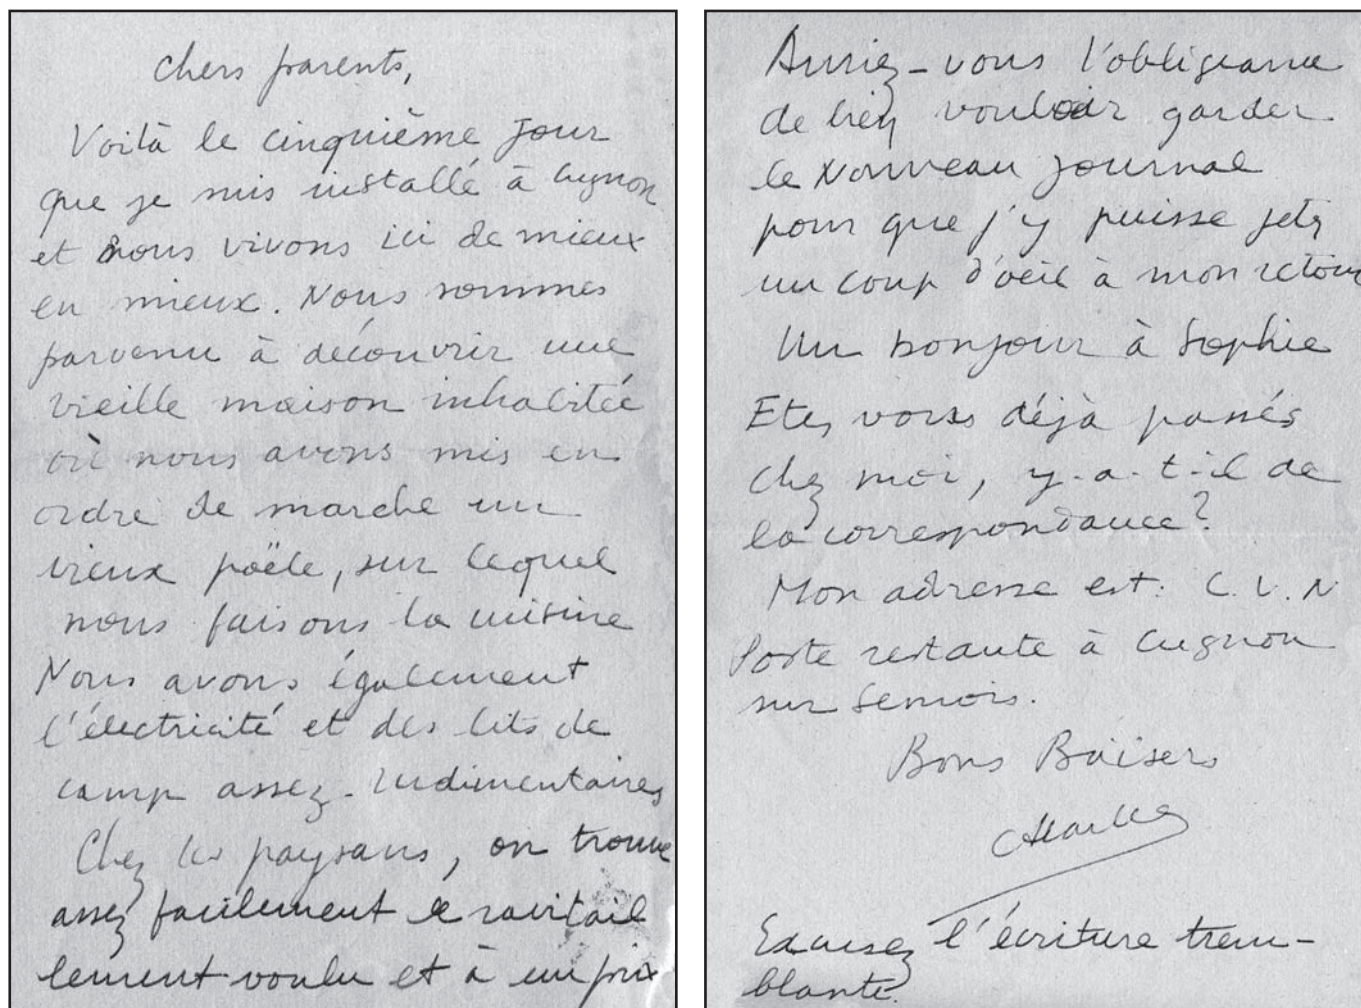 Chers parents,
Voilà le cinquième jour
que je suis installé à Cugnon
et nous vivons ici de mieux
en mieux. Nous sommes
parvenu à découvrir une
vieille maison inhabitée
où nous avons mis en
ordre de marche un
vieux poële, sur lequel
nous faisons la cuisine
Nous avons également
l'électricité et des lits de
camp assez rudimentaires
Chez les paysans, on trouve
assez facilement le ravitail
lement voulu et à un prix
Auriez-vous l'obligeance
de bien vouloir garder
le Nouveau Journal
pour que j'y puisse jeter
un coup d'oeil à mon retour
Un bonjour à Sophie
Etes vous déjà passés
chez moi, y-a-t-il de
la correspondance?
Mon adresse est: C.V.N
Poste restante à Cugnon
sur Semois.
Bons Baisers
Charles
Excusez l'écriture trem-
blante.